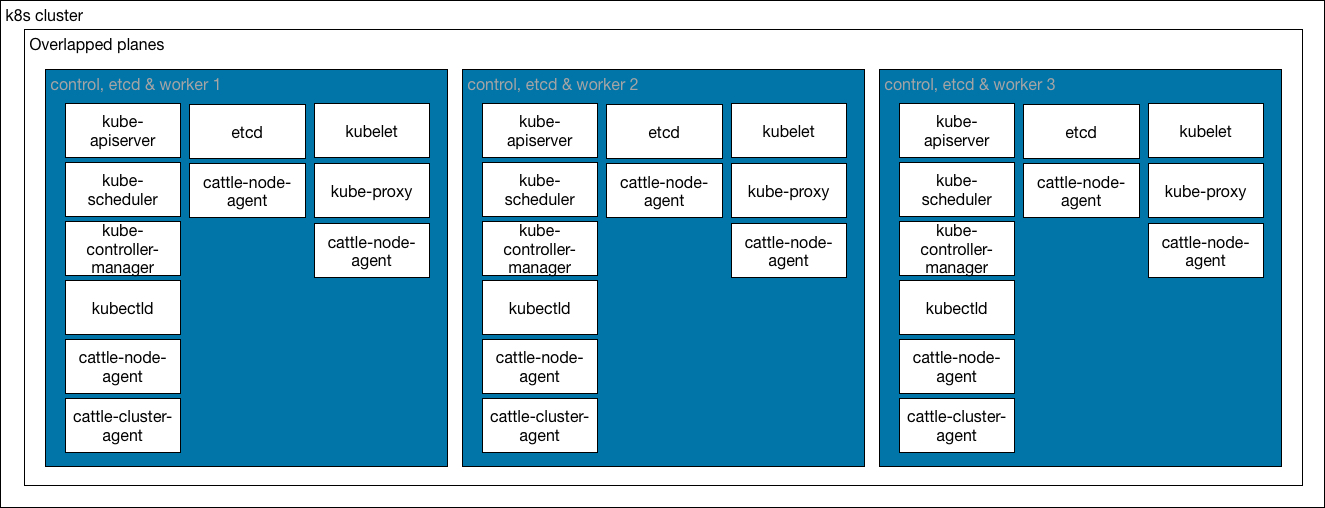 k8s cluster
Overlapped planes
control, etcd & worker 1
kube-
apiserver
kube-
scheduler
kube-
controller-
manager
kubectld
cattle-node-
agent
cattle-cluster-
agent
etcd
cattle-node-
agent
kubelet
kube-proxy
cattle-node-
agent
control, etcd & worker 2
kube-
apiserver
kube-
scheduler
kube-
controller-
manager
kubectld
cattle-node-
agent
cattle-cluster-
agent
etcd
cattle-node-
agent
kubelet
kube-proxy
cattle-node-
agent
control, etcd & worker 3
kube-
apiserver
kube-
scheduler
kube-
controller-
manager
kubectld
cattle-node-
agent
cattle-cluster-
agent
etcd
cattle-node-
agent
kubelet
kube-proxy
cattle-node-
agent